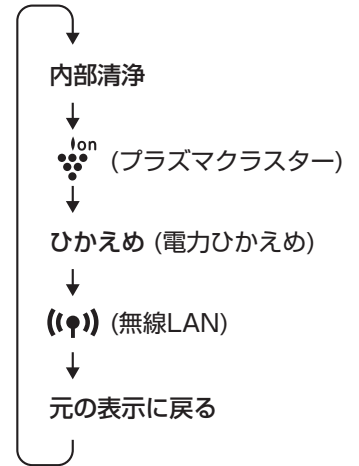 内部清浄
ion
(プラズマクラスター)
ひかえめ (電力ひかえめ)
(無線LAN)
元の表示に戻る